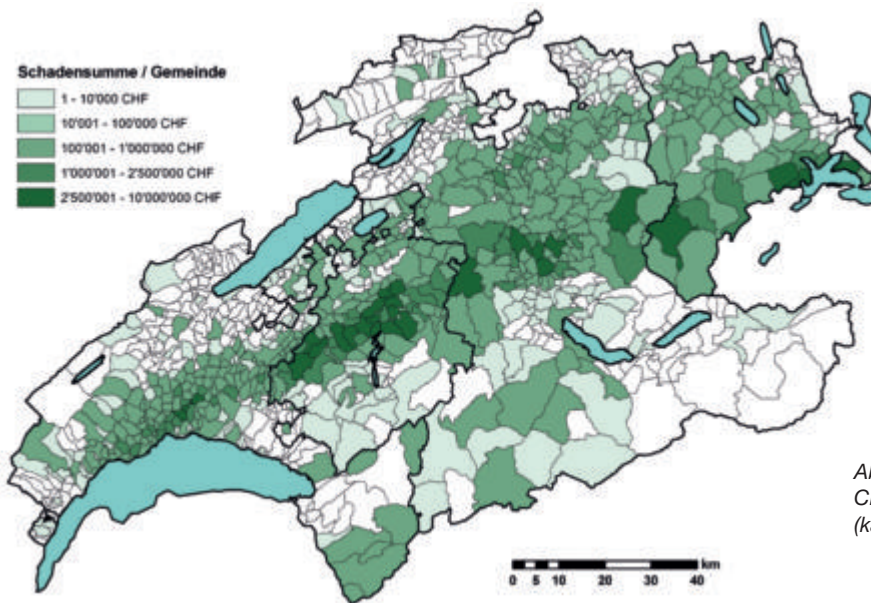 Schadensumme / Gemeinde
1 - 10'000 CHF
10'001 - 100'000 CHF
100'001 - 1'000'000 CHF
1'000'001 - 2'500'000 CHF
2'500'001 - 10'000'000 CHF
km
0 5 10 20 30 40